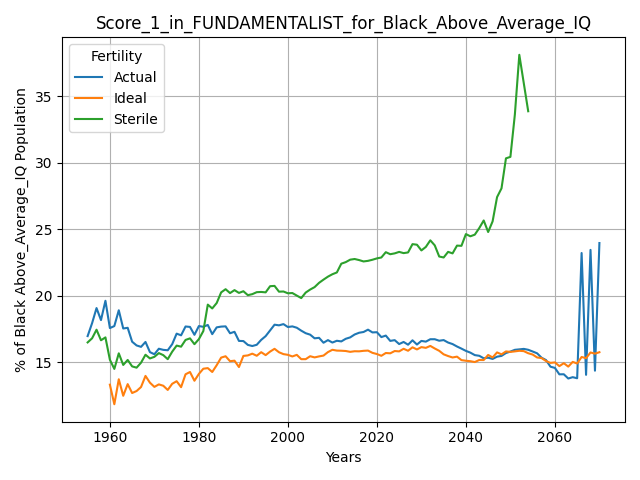 Score_1_in_FUNDAMENTALIST_for_Black_Above_Average_IQ
Fertility
Actual
Ideal
Sterile
% of Black Above_Average_IQ Population
35
30
25
20
15
1960
1980
2000
2020
2040
2060
Years